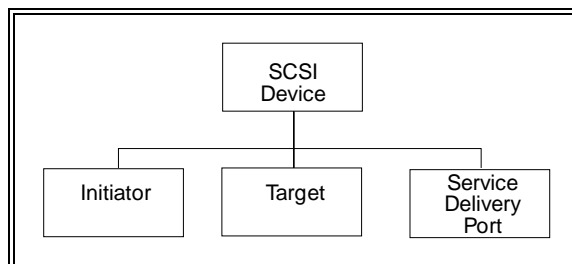 SCSI
Device
Initiator
Target
Service
Delivery
Port